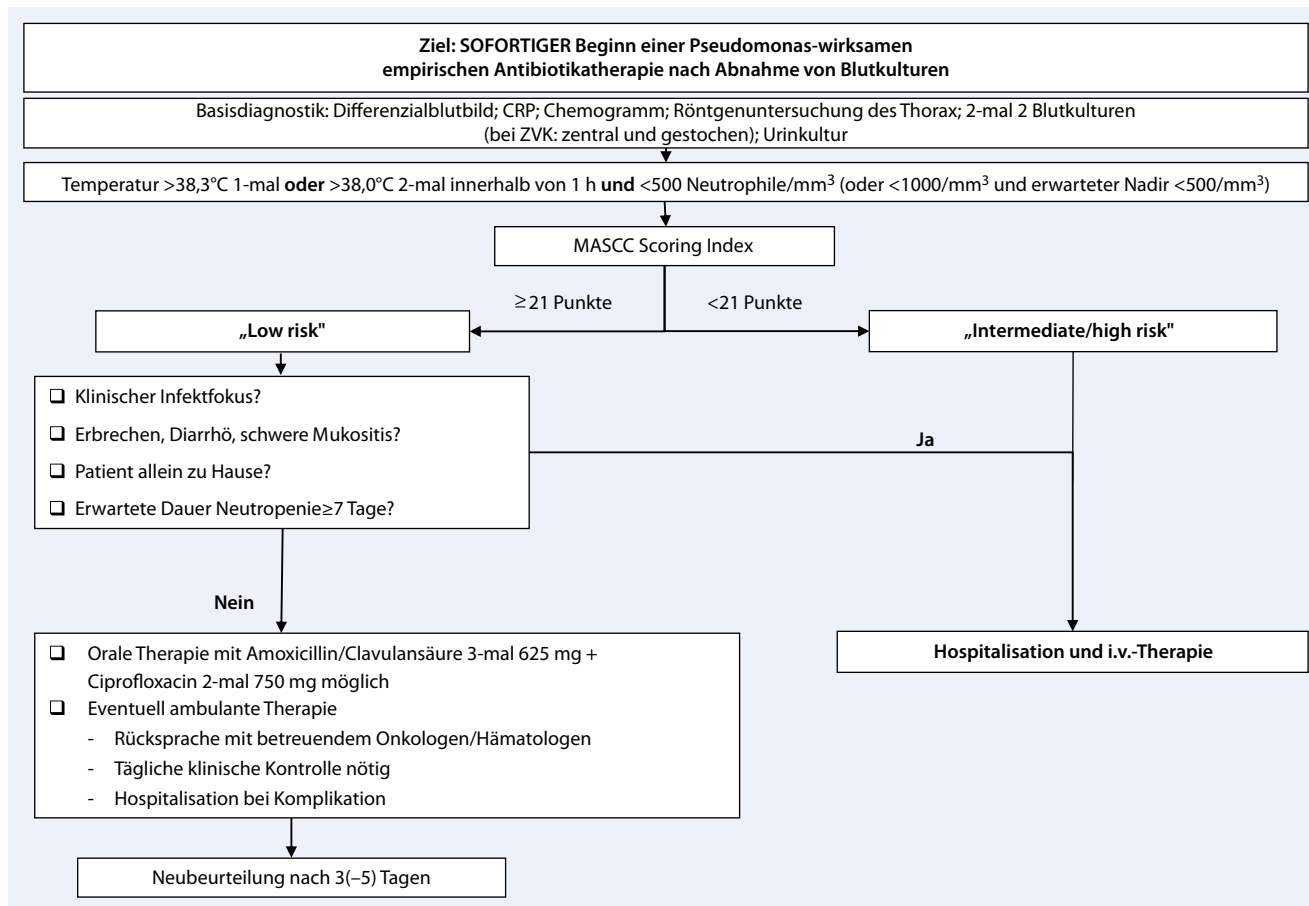 Ziel: SOFORTIGER Beginn einer Pseudomonas-wirksamen
empirischen Antibiotikatherapie nach Abnahme von Blutkulturen
Basisdiagnostik: Differenzialblutbild; CRP; Chemogramm; Röntgenuntersuchung des Thorax; 2-mal 2 Blutkulturen
(bei ZVK: zentral und gestochen); Urinkultur
Temperatur >38,3°C 1-mal oder >38,0°C 2-mal innerhalb von 1 h und <500 Neutrophile/mm³ (oder <1000/mm³ und erwarteter Nadir <500/mm³)
MASCC Scoring Index
≥21 Punkte
<21 Punkte
„Low risk"
„Intermediate/high risk"
❑ Klinischer Infektfokus?
❑ Erbrechen, Diarrhö, schwere Mukositis?
❑ Patient allein zu Hause?
❑ Erwartete Dauer Neutropenie≥7 Tage?
Ja
Nein
❑ Orale Therapie mit Amoxicillin/Clavulansäure 3-mal 625 mg +
Ciprofloxacin 2-mal 750 mg möglich
❑ Eventuell ambulante Therapie
- Rücksprache mit betreuendem Onkologen/Hämatologen
- Tägliche klinische Kontrolle nötig
- Hospitalisation bei Komplikation
Hospitalisation und i.v.-Therapie
Neubeurteilung nach 3(–5) Tagen